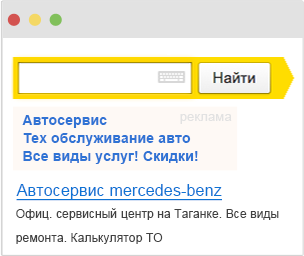 Найти
реклама
Автосервис
Тех обслуживание авто
Все виды услуг! Скидки!
Автосервис mercedes-benz
Офиц. сервисный центр на Таганке. Все виды
ремонта. Калькулятор ТО